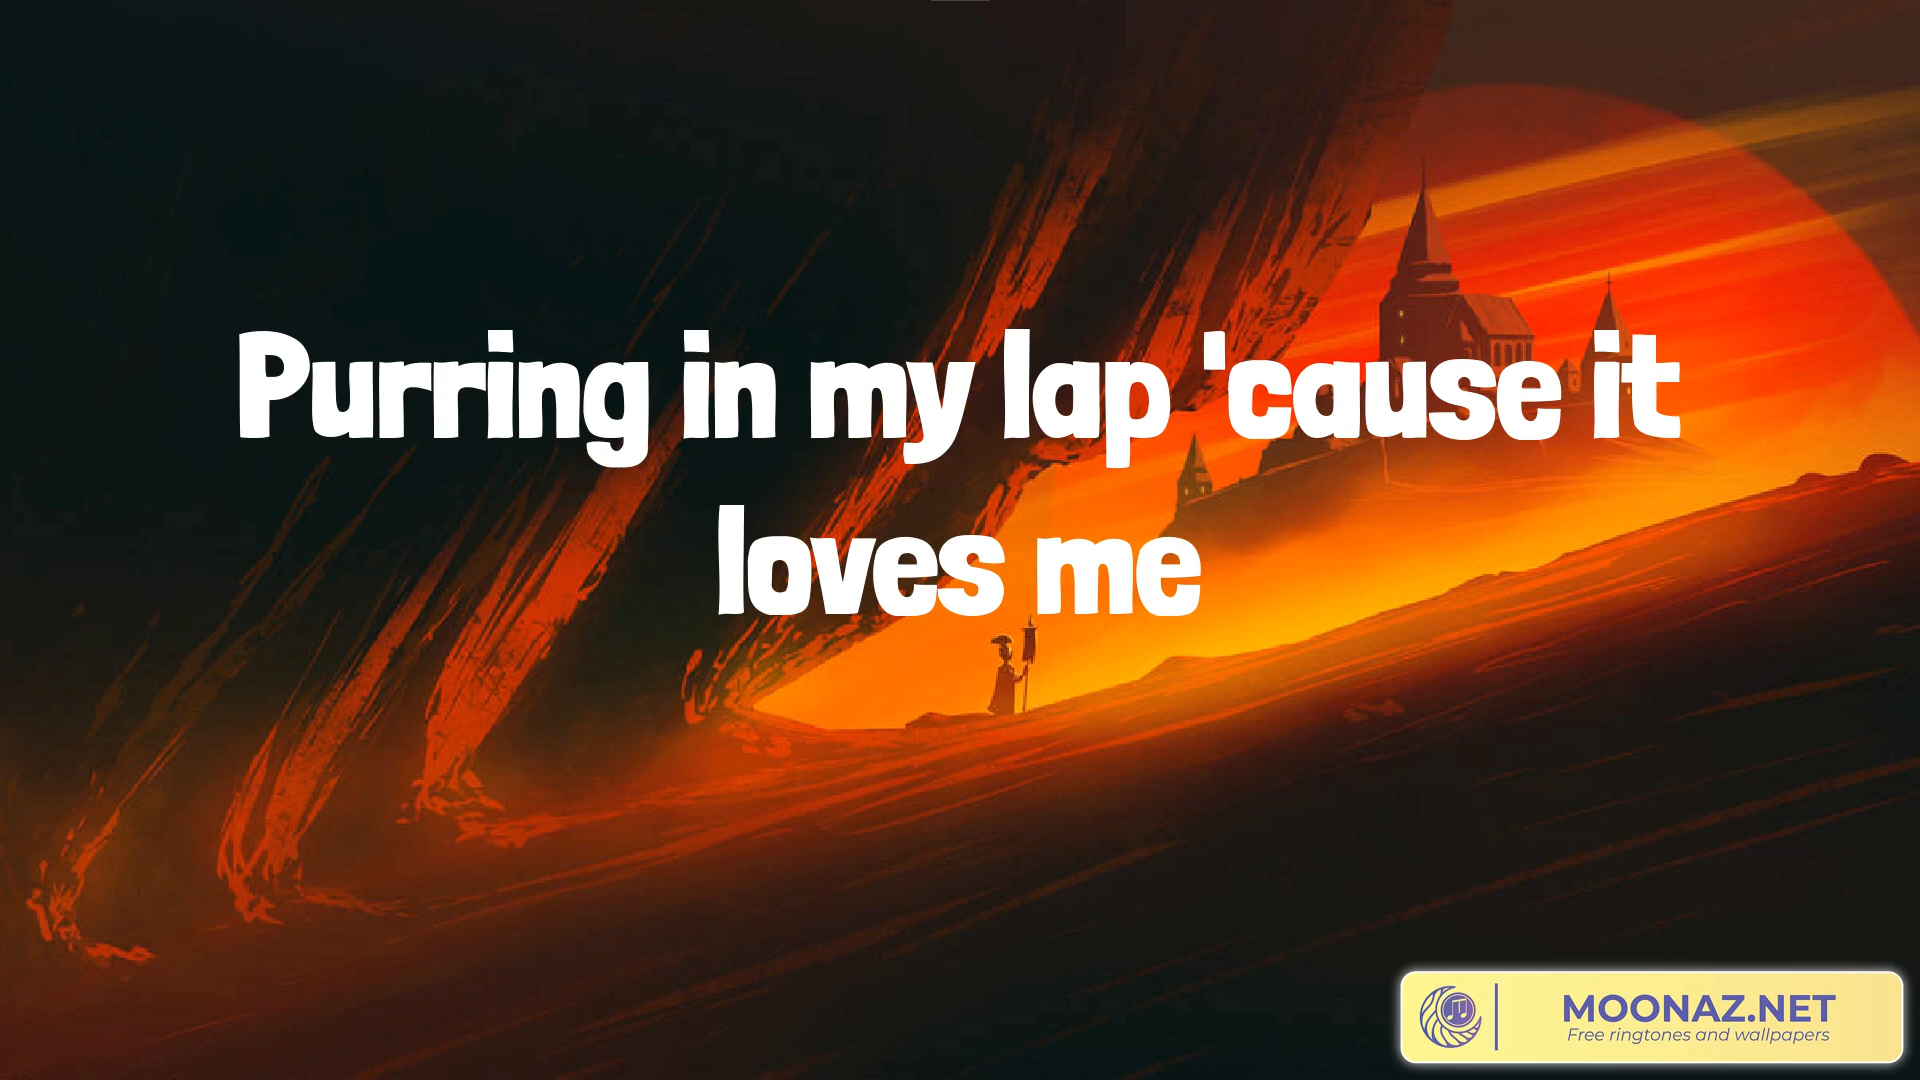 Purring in my lap 'cause it
loves me
MOONAZ.NET
Free ringtones and wallpapers